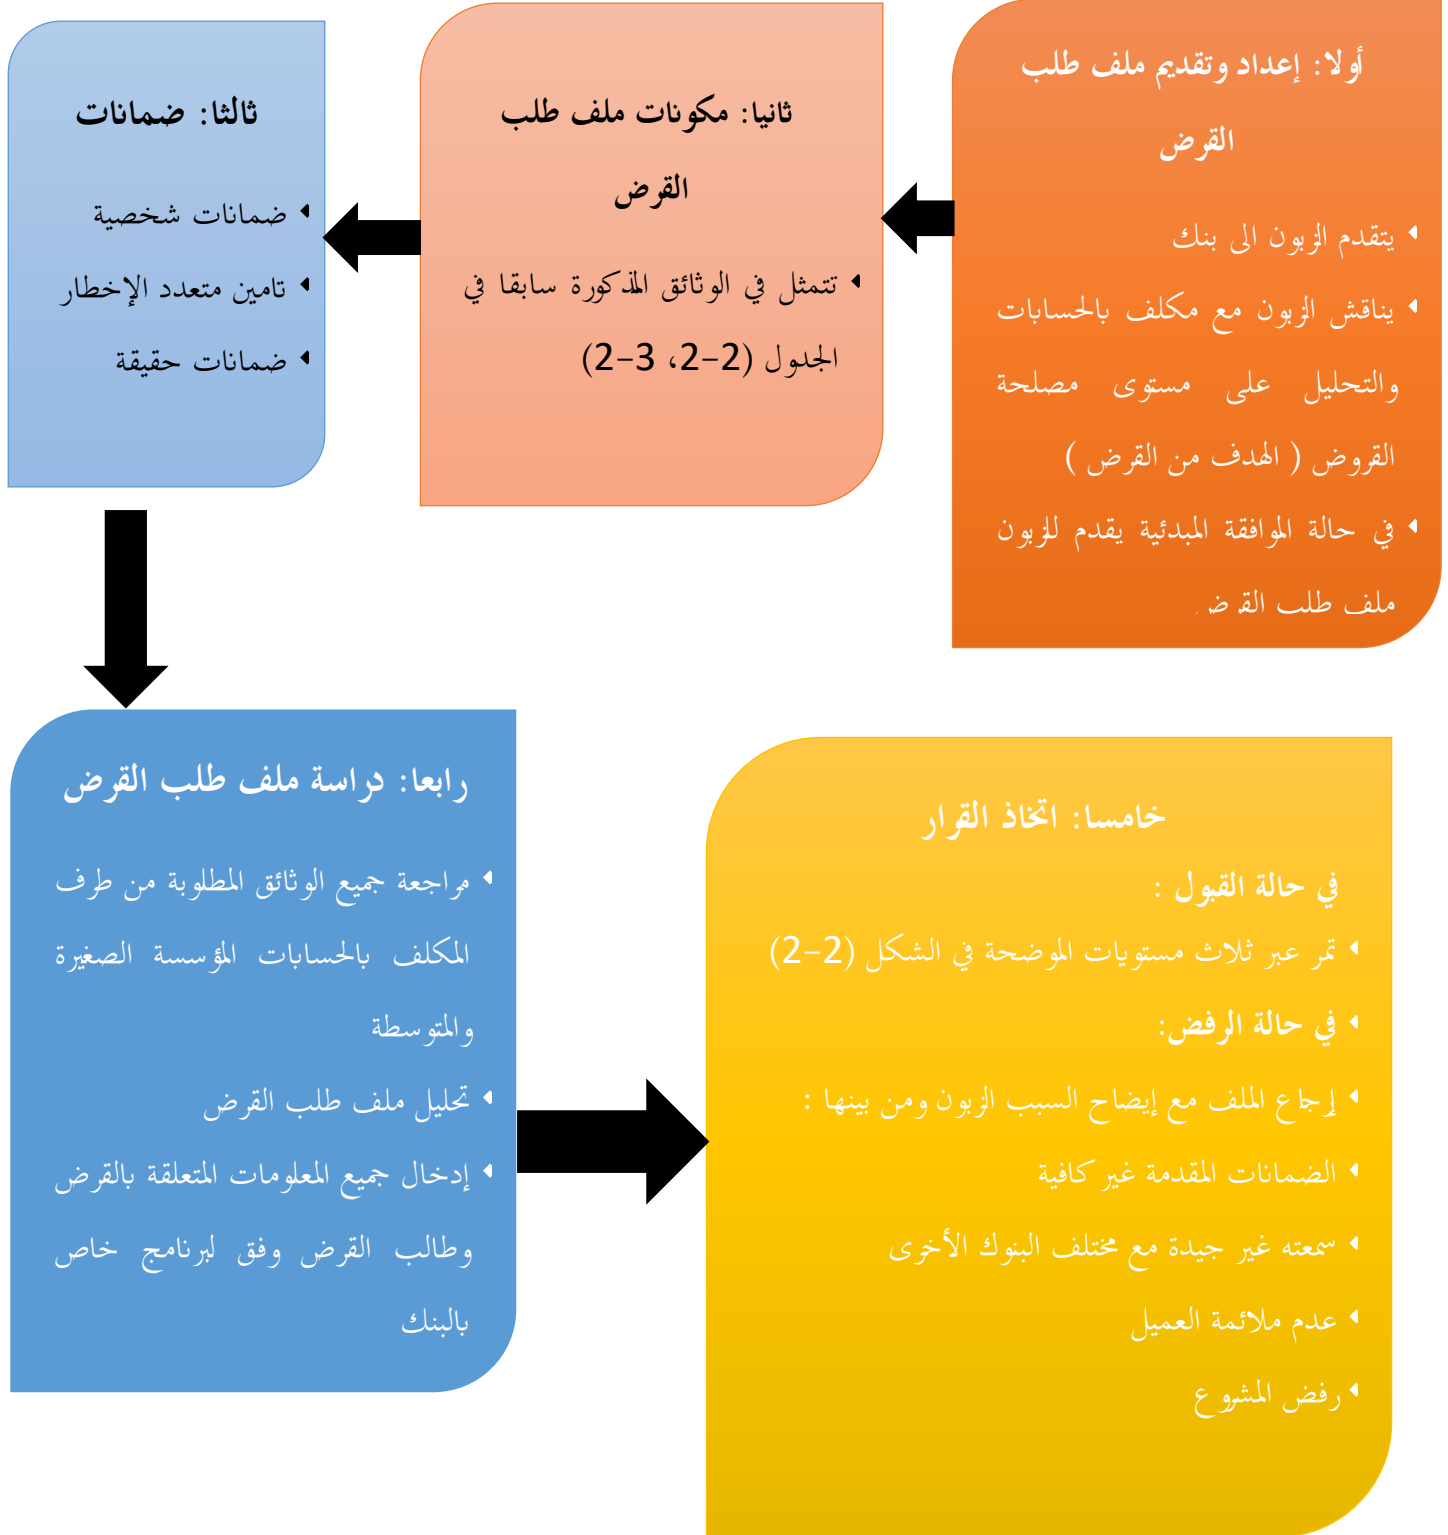 أولا: إعداد وتقديم ملف طلب
القرض
يتقدم الزبون الى بنك
يناقش الزبون مع مكلف بالحسابات
والتحليل على مستوى مصلحة
القروض ( الهدف من القرض )
في حالة الموافقة المبدئية يقدم للزبون
ملف طلب القرض
ثانيا: مكونات ملف طلب
القرض
تتمثل في الوثائق المذكورة سابقا في
الجدول (2-2، 3-2)
ثالثا: ضمانات
ضمانات شخصية
تامين متعدد الإخطار
ضمانات حقيقة
رابعا: دراسة ملف طلب القرض
مراجعة جميع الوثائق المطلوبة من طرف
المكلف بالحسابات المؤسسة الصغيرة
والمتوسطة
تحليل ملف طلب القرض
إدخال جميع المعلومات المتعلقة بالقرض
وطالب القرض وفق لبرنامج خاص
بالبنك
خامسا: اتخاذ القرار
في حالة القبول :
تمر عبر ثلاث مستويات الموضحة في الشكل (2-2)
في حالة الرفض:
إرجاع الملف مع إيضاح السبب الزبون ومن بينها :
الضمانات المقدمة غير كافية
سمعته غير جيدة مع مختلف البنوك الأخرى
عدم ملائمة العميل
رفض المشروع